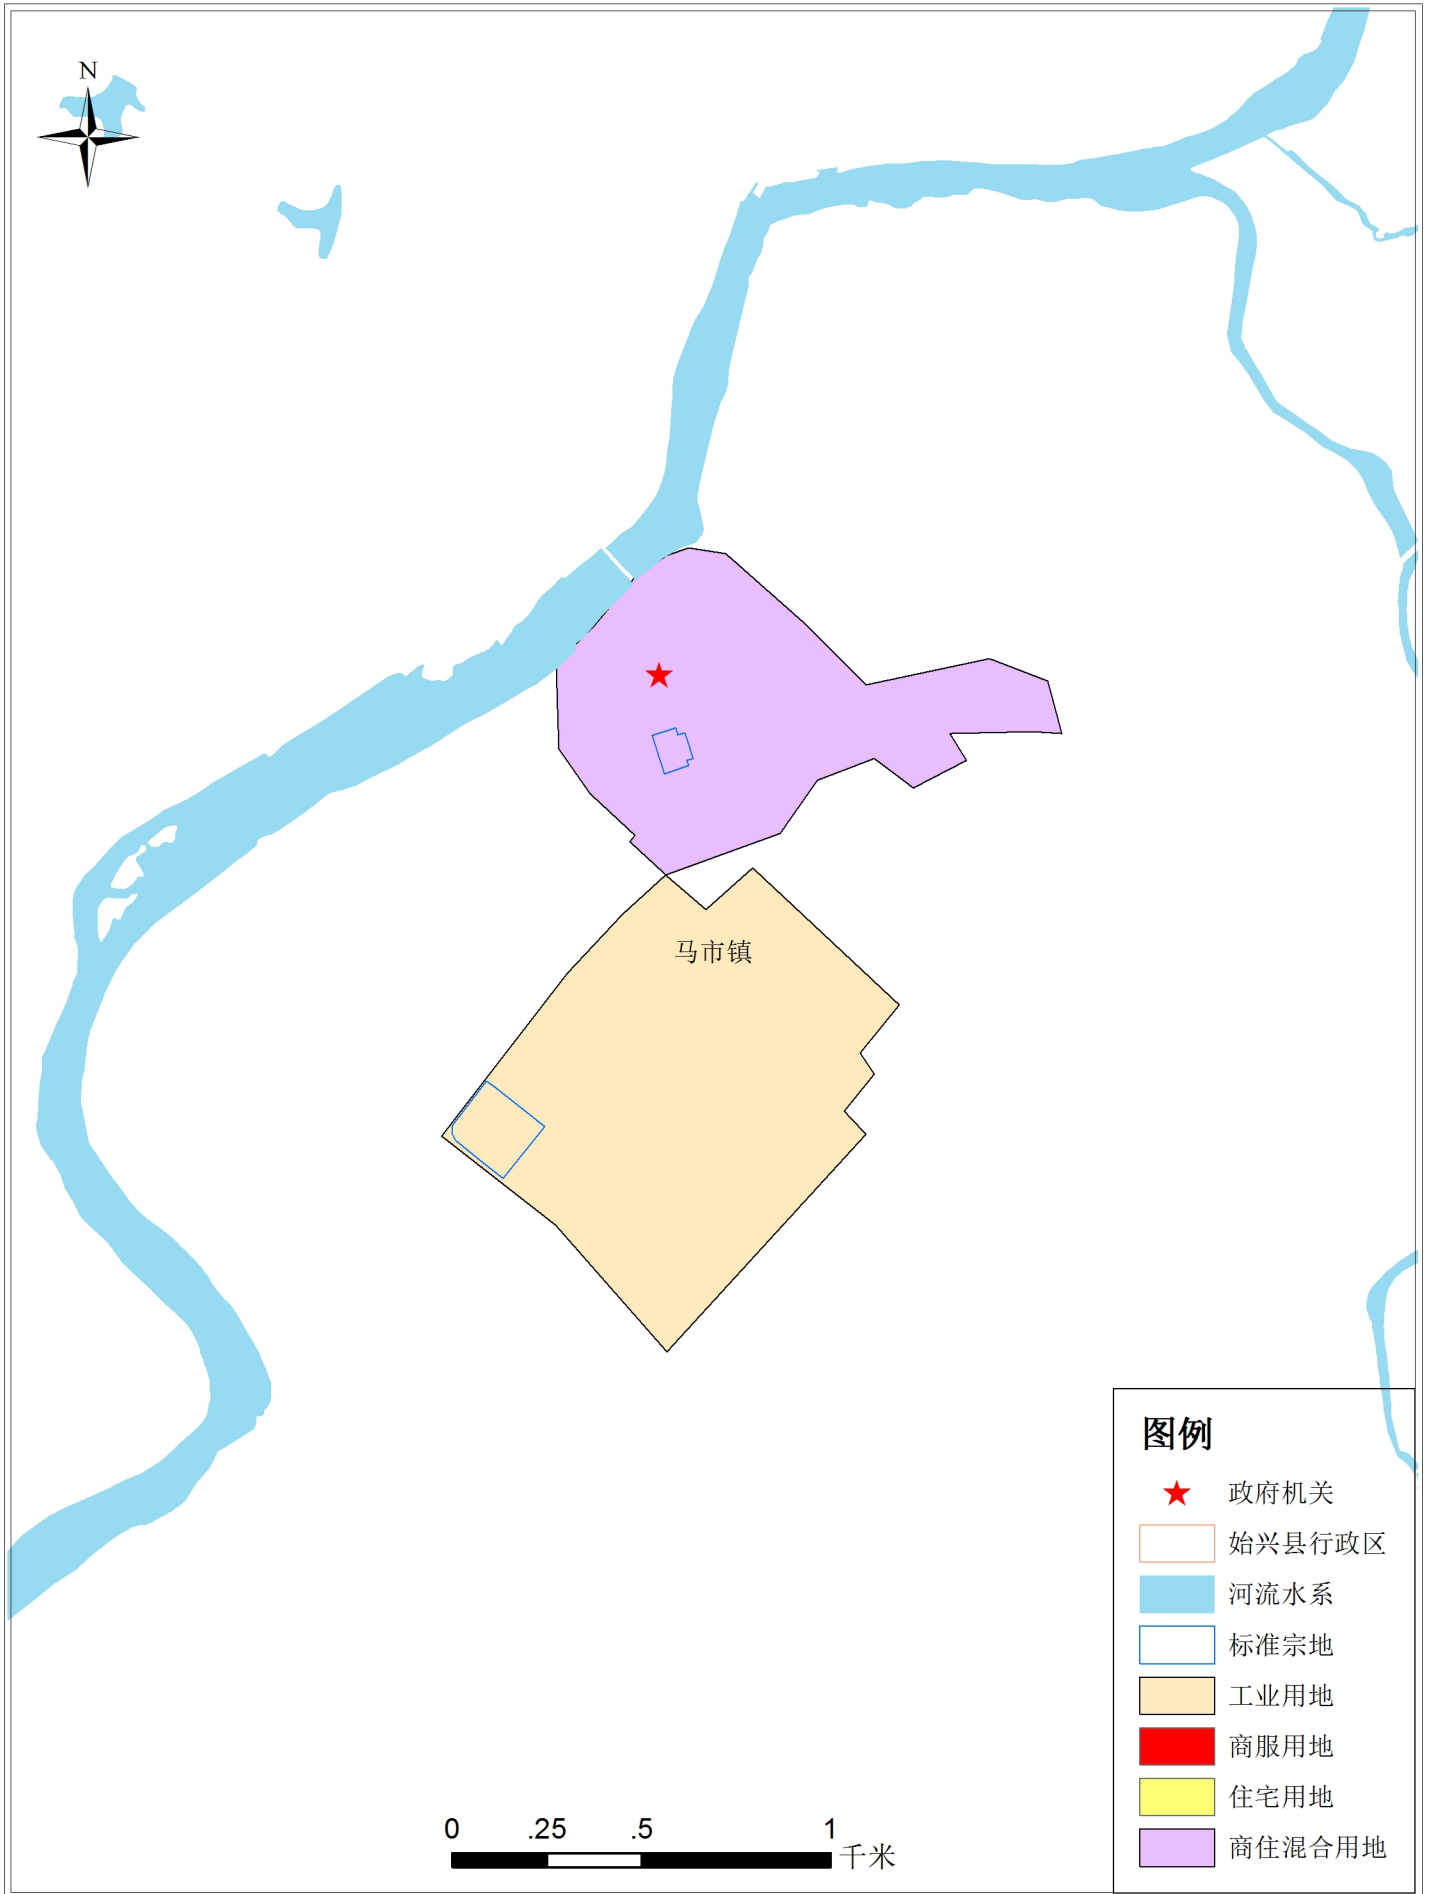 N
马市镇
图例
政府机关
始兴县行政区
河流水系
标准宗地
工业用地
商服用地
住宅用地
商住混合用地
0 .25 .5 1
千米